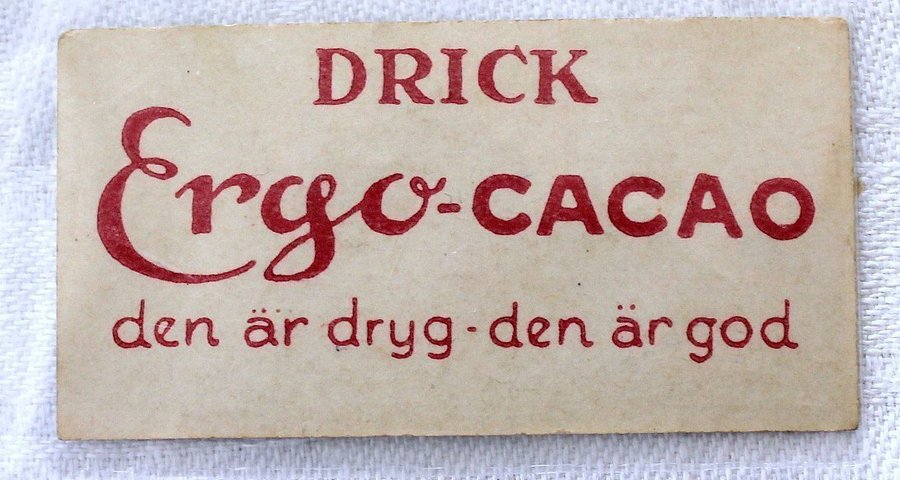 DRICK
Ergo-CACAO
den är dryg-den är god